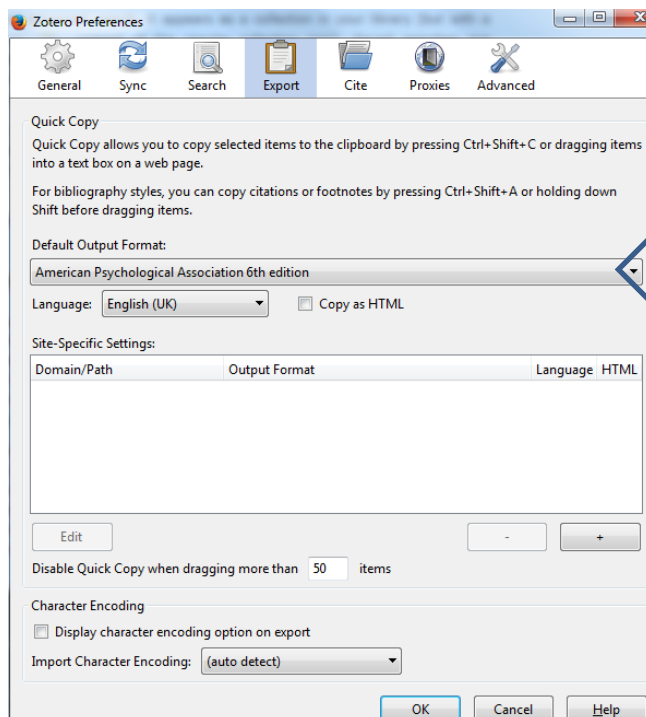 Zotero Preferences
General Sync Search Export Cite Proxies Advanced
Quick Copy
Quick Copy allows you to copy selected items to the clipboard by pressing Ctrl+Shift+C or dragging items
into a text box on a web page.
For bibliography styles, you can copy citations or footnotes by pressing Ctrl+Shift+A or holding down
Shift before dragging items.
Default Output Format:
American Psychological Association 6th edition
Language: English (UK) Copy as HTML
Site-Specific Settings:
Domain/Path Output Format Language HTML
Edit - +
Disable Quick Copy when dragging more than 50 items
Character Encoding
Display character encoding option on export
Import Character Encoding: (auto detect)
OK Cancel Help